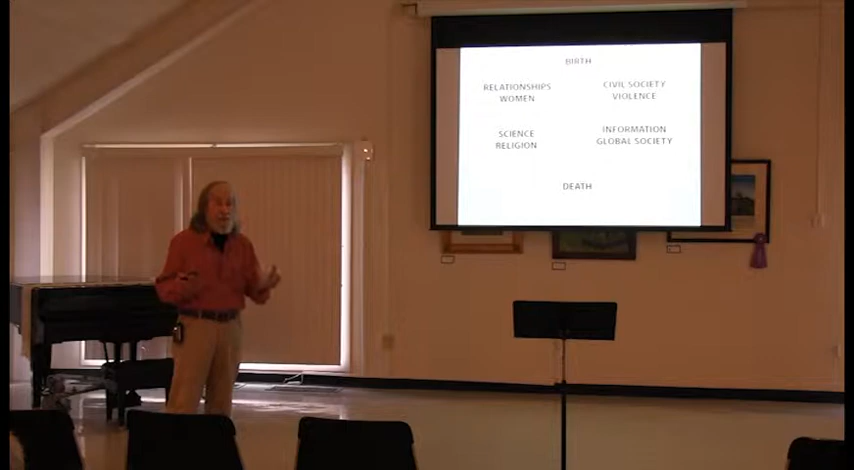 BIRTH
RELATIONSHIPS
WOMEN
CIVIL SOCIETY
VIOLENCE
SCIENCE
RELIGION
INFORMATION
GLOBAL SOCIETY
DEATH